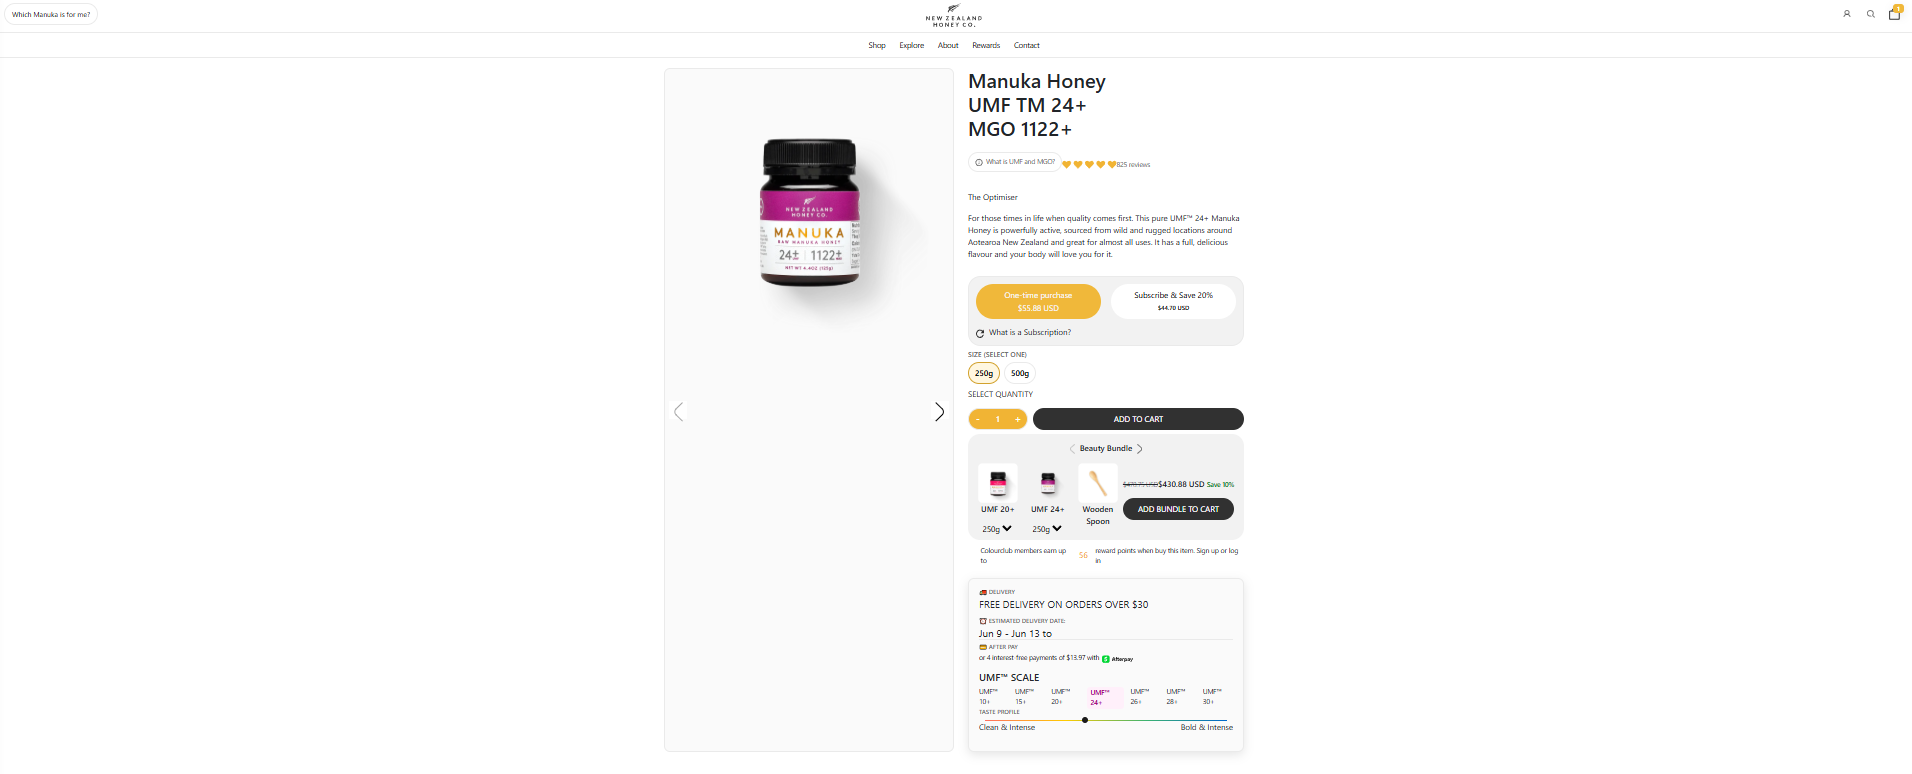 Which Manuka is for me?
NEW ZEALAND
HONEY CO.
1
Shop Explore About Rewards Contact
NEW ZEALAND
HONEY CO.
MANUKA
RAW MANUKA HONEY
24± 1122±
NET WT 4.4OZ (125g)
Manuka Honey
UMF TM 24+
MGO 1122+
What is UMF and MGO? 825 reviews
The Optimiser
For those times in life when quality comes first. This pure UMF™ 24+ Manuka
Honey is powerfully active, sourced from wild and rugged locations around
Aotearoa New Zealand and great for almost all uses. It has a full, delicious
flavour and your body will love you for it.
One-time purchase
$55.88 USD
Subscribe & Save 20%
$44.70 USD
What is a Subscription?
SIZE (SELECT ONE)
250g 500g
SELECT QUANTITY
- 1 + ADD TO CART
Beauty Bundle
UMF 20+
250g
UMF 24+
250g
Wooden
Spoon
$430.88 USD Save 10%
ADD BUNDLE TO CART
Colourclub members earn up
to
56
reward points when buy this item. Sign up or log
in
DELIVERY
FREE DELIVERY ON ORDERS OVER $30
ESTIMATED DELIVERY DATE:
Jun 9 - Jun 13 to
AFTER PAY
or 4 interest-free payments of $13.97 with Afterpay
UMF™ SCALE
UMF™ UMF™ UMF™ UMF™ UMF™ UMF™ UMF™
10+ 15+ 20+ 24+ 26+ 28+ 30+
TASTE PROFILE
Clean & Intense Bold & Intense